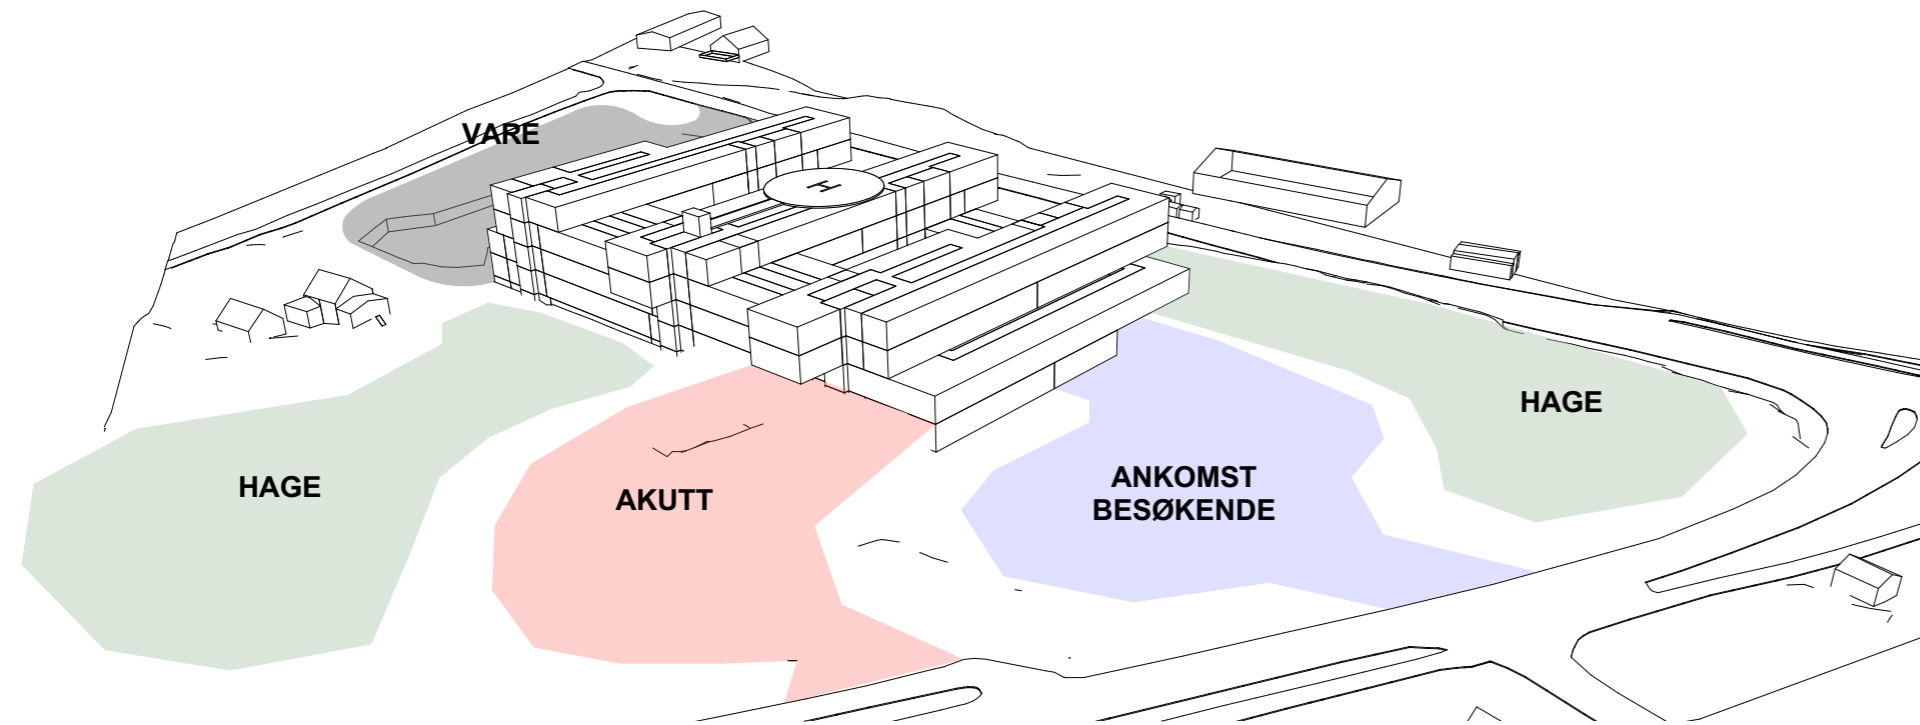 VARE
H
HAGE
HAGE
AKUTT
ANKOMST
BESØKENDE